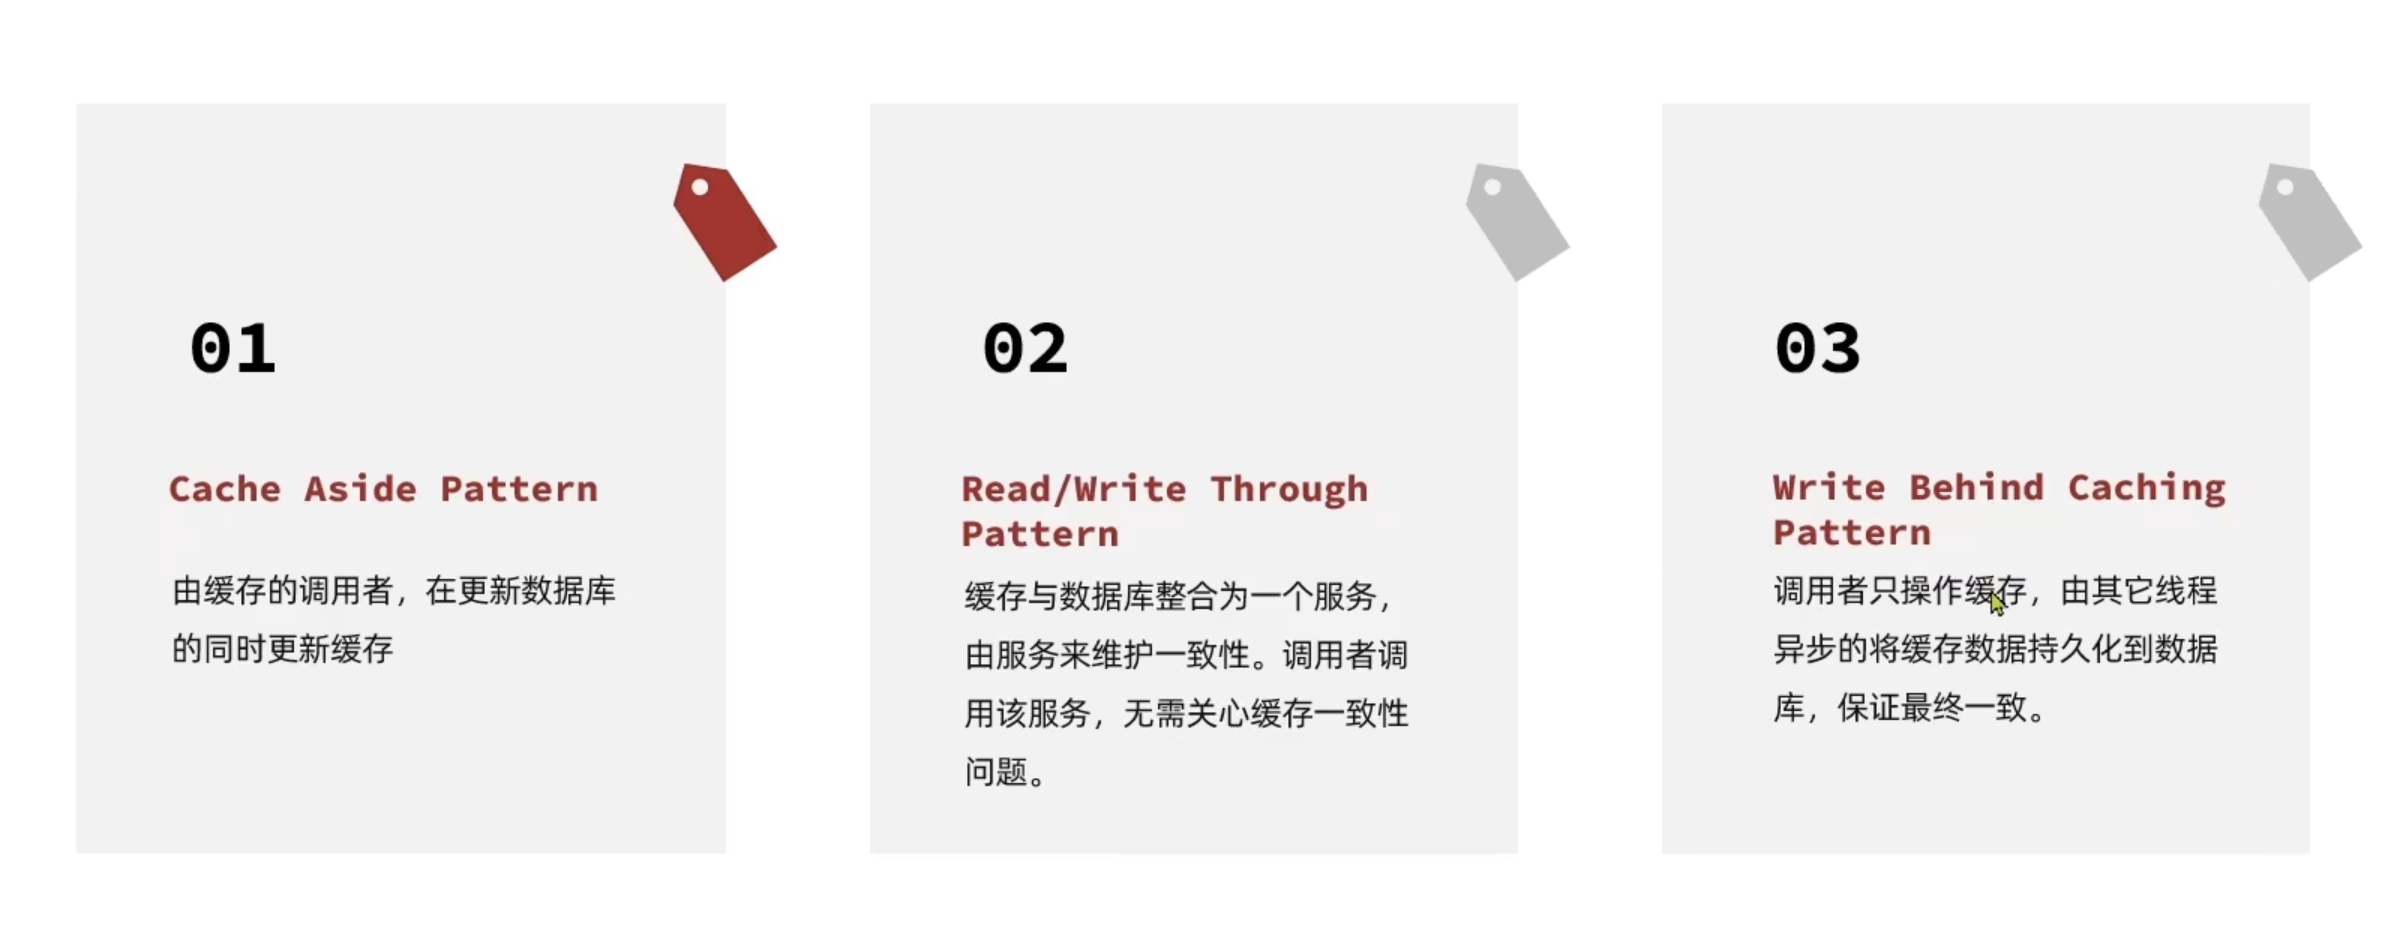 01
Cache Aside Pattern
由缓存的调用者，在更新数据库
的同时更新缓存
02
Read/Write Through
Pattern
缓存与数据库整合为一个服务，
由服务来维护一致性。调用者调
用该服务，无需关心缓存一致性
问题。
03
Write Behind Caching
Pattern
调用者只操作缓存，由其它线程
异步的将缓存数据持久化到数据
库，保证最终一致。